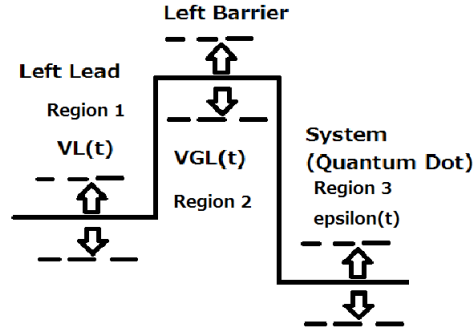 Left Barrier
Left Lead
Region 1
VL(t)
VGL(t)
Region 2
System
(Quantum Dot)
Region 3
epsilon(t)